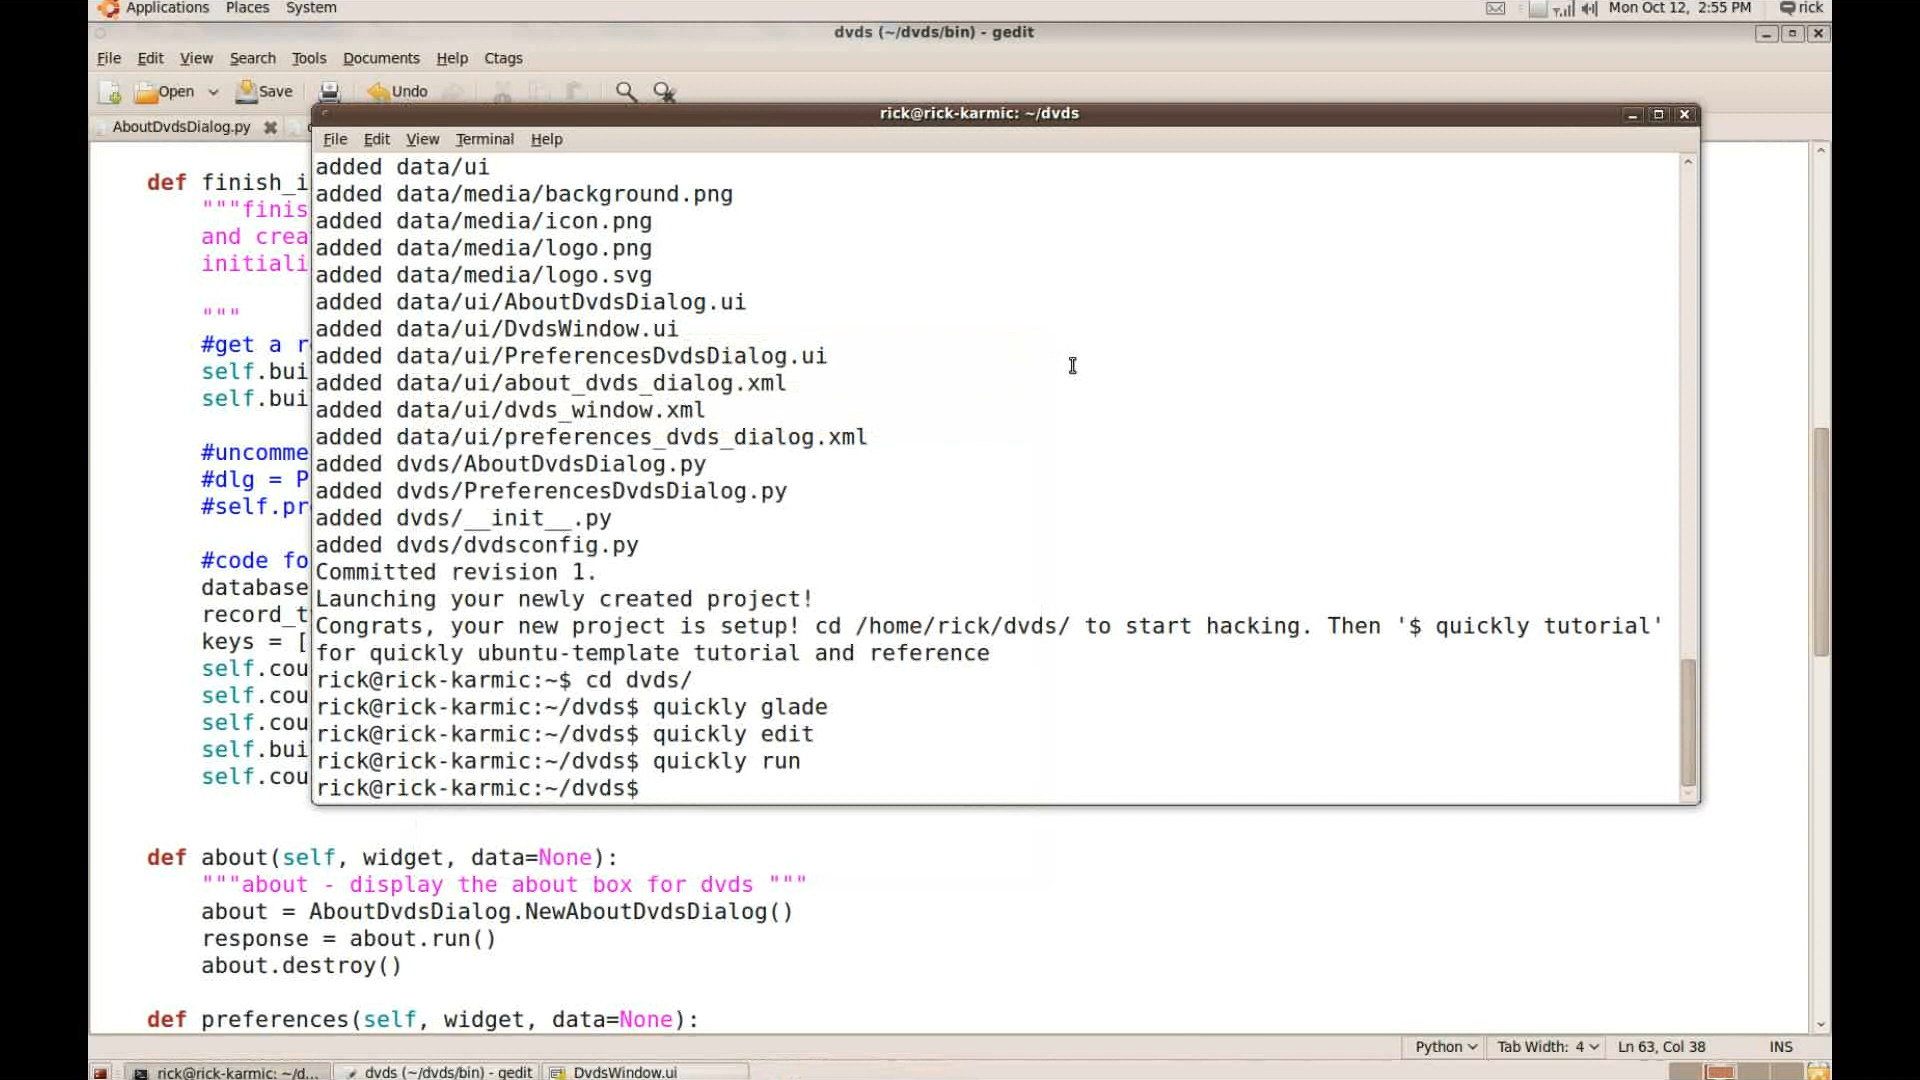 Applications Places System Mon Oct 12, 2:55 PM rick
dvds (~/dvds/bin) - gedit
File Edit View Search Tools Documents Help Ctags
Open Save Undo
AboutDvdsDialog.py
rick@rick-karmic: ~/dvds
File Edit View Terminal Help
added data/ui
added data/media/background.png
added data/media/icon.png
added data/media/logo.png
added data/media/logo.svg
added data/ui/AboutDvdsDialog.ui
added data/ui/DvdsWindow.ui
added data/ui/PreferencesDvdsDialog.ui
added data/ui/about_dvds_dialog.xml
added data/ui/dvds_window.xml
added data/ui/preferences_dvds_dialog.xml
added dvds/AboutDvdsDialog.py
added dvds/PreferencesDvdsDialog.py
added dvds/__init__.py
added dvds/dvdsconfig.py
Committed revision 1.
Launching your newly created project!
Congrats, your new project is setup! cd /home/rick/dvds/ to start hacking. Then '$ quickly tutorial'
for quickly ubuntu-template tutorial and reference
rick@rick-karmic:~$ cd dvds/
rick@rick-karmic:~/dvds$ quickly glade
rick@rick-karmic:~/dvds$ quickly edit
rick@rick-karmic:~/dvds$ quickly run
rick@rick-karmic:~/dvds$
def finish_i
"""finis
and crea
initiali
"""
#get a r
self.bui
self.bui
#uncomme
#dlg = P
#self.pr
#code fo
database
record_t
keys = [
self.cou
self.cou
self.cou
self.bui
self.cou
def about(self, widget, data=None):
"""about - display the about box for dvds """
about = AboutDvdsDialog.NewAboutDvdsDialog()
response = about.run()
about.destroy()
def preferences(self, widget, data=None):
Python Tab Width: 4 Ln 63, Col 38 INS
rick@rick-karmic: ~/d... dvds (~/dvds/bin) - gedit DvdsWindow.ui